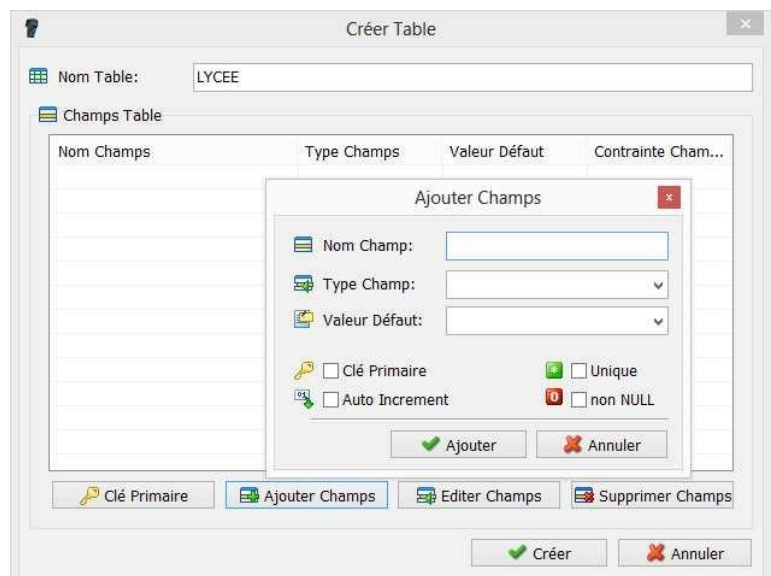 Créer Table
Nom Table: LYCEE
Champs Table
Nom Champs Type Champs Valeur Défaut Contrainte Cham...
Ajouter Champs
Nom Champ:
Type Champ:
Valeur Défaut:
Clé Primaire Unique
Auto Increment non NULL
Ajouter Annuler
Clé Primaire Ajouter Champs Editer Champs Supprimer Champs
Créer Annuler